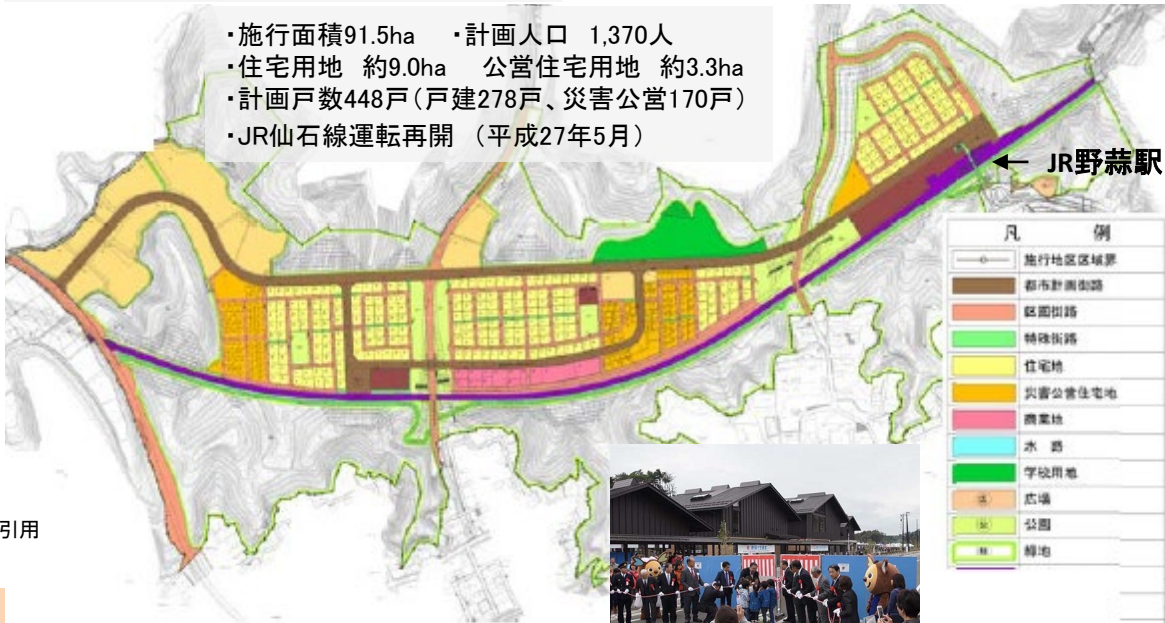 ・施行面積91.5ha ・計画人口 1,370人
・住宅用地 約9.0ha 公営住宅用地 約3.3ha
・計画戸数448戸(戸建278戸、災害公営170戸)
・JR仙石線運転再開 (平成27年5月)
← JR野蒜駅
凡 例
施行地区区域界
都市計画街路
区画街路
特殊街路
住宅地
災害公営住宅地
商業地
水 路
学校用地
広場
公園
緑地
引用